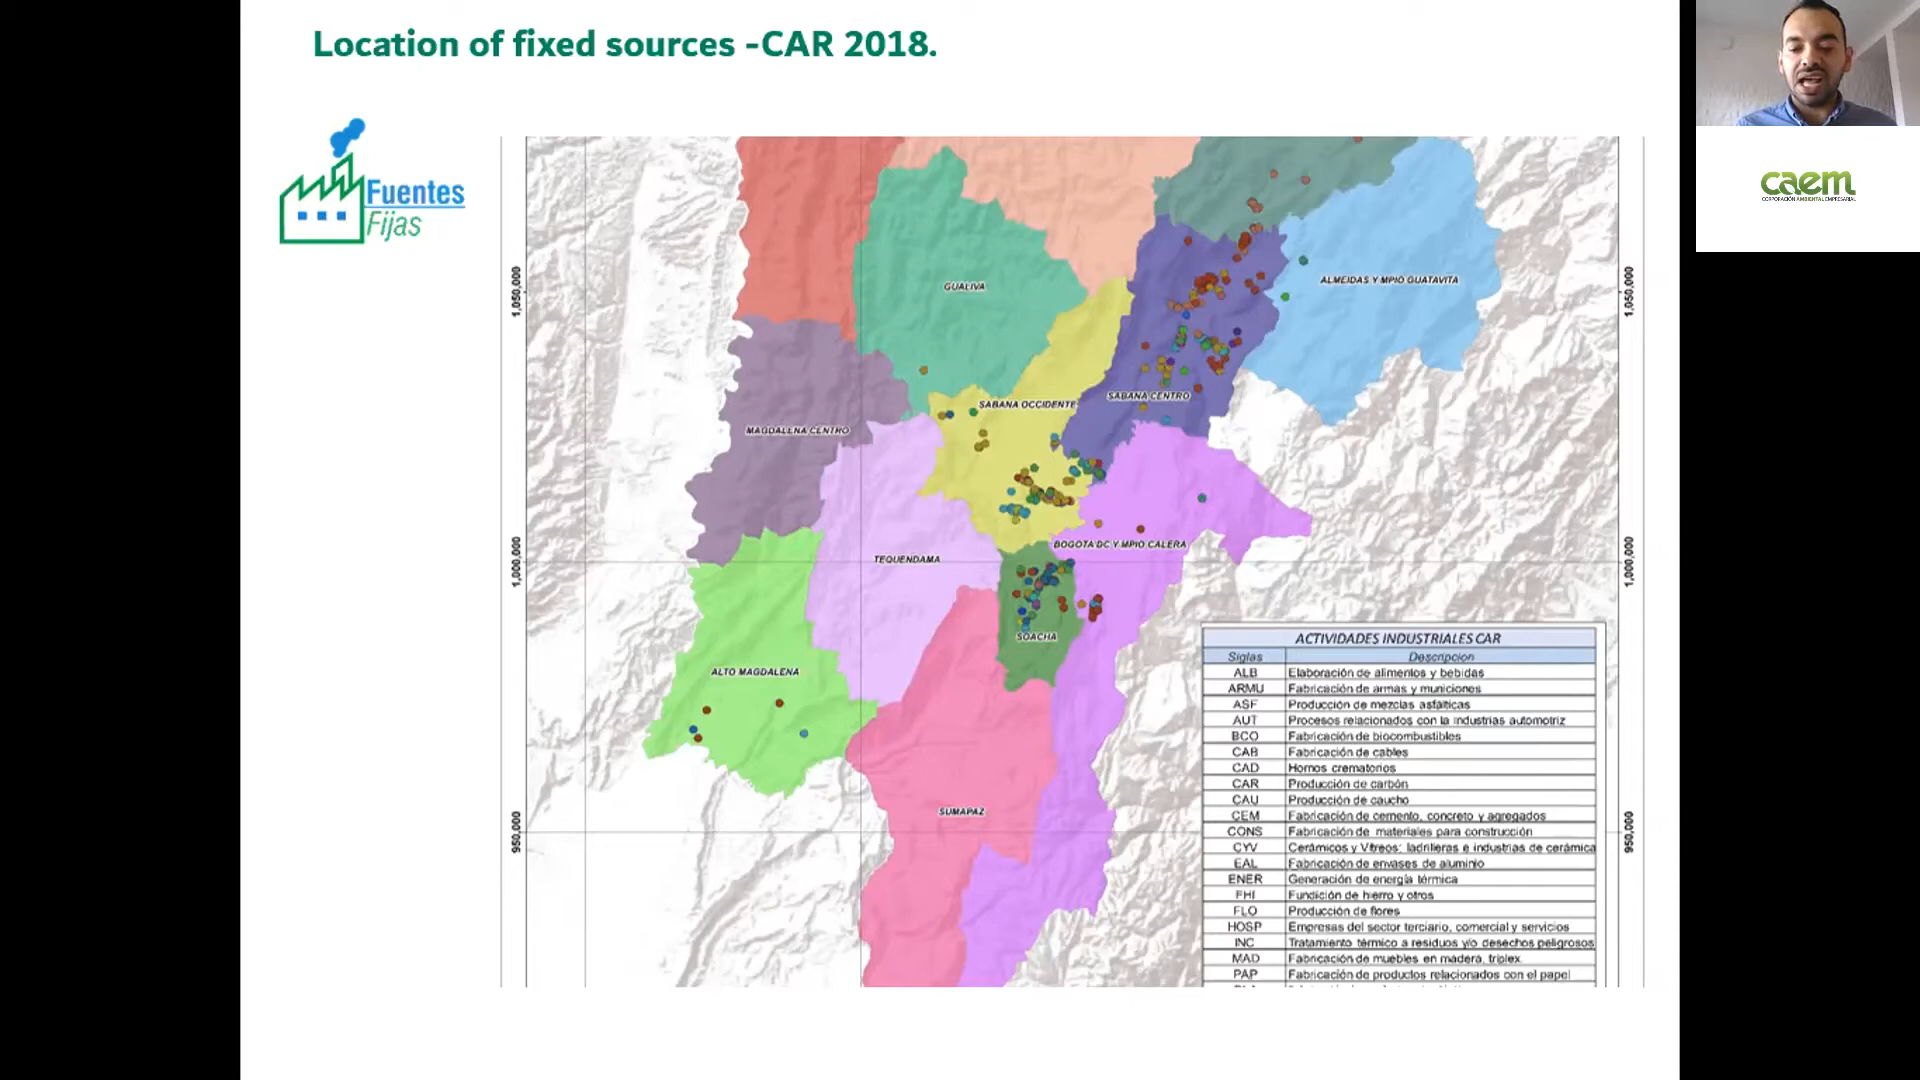 Location of fixed sources -CAR 2018.
Fuentes
Fijas
caem
CORPORACIÓN AMBIENTAL EMPRESARIAL
1,050,000
1,050,000
GUALIVA
ALMEIDAS Y MPIO GUATAVITA
SABANA CENTRO
SABANA OCCIDENTE
MAGDALENA CENTRO
BOGOTA DC Y MPIO CALERA
TEQUENDAMA
1,000,000
1,000,000
SOACHA
ALTO MAGDALENA
SUMAPAZ
950,000
950,000
ACTIVIDADES INDUSTRIALES CAR
Siglas Descripcion
ALB Elaboración de alimentos y bebidas
ARMU Fabricación de armas y municiones
ASF Producción de mezclas asfálticas
AUT Procesos relacionados con la industrias automotriz
BCO Fabricación de biocombustibles
CAB Fabricación de cables
CAD Hornos crematorios
CAR Producción de carbón
CAU Producción de caucho
CEM Fabricación de cemento, concreto y agregados
CONS Fabricación de materiales para construcción
CYV Cerámicos y Vítreos: ladrilleras e industrias de cerámica
EAL Fabricación de envases de aluminio
ENER Generación de energía térmica
FHI Fundición de hierro y otros
FLO Producción de flores
HOSP Empresas del sector terciario, comercial y servicios
INC Tratamiento térmico a residuos y/o desechos peligrosos
MAD Fabricación de muebles en madera, triplex
PAP Fabricación de productos relacionados con el papel